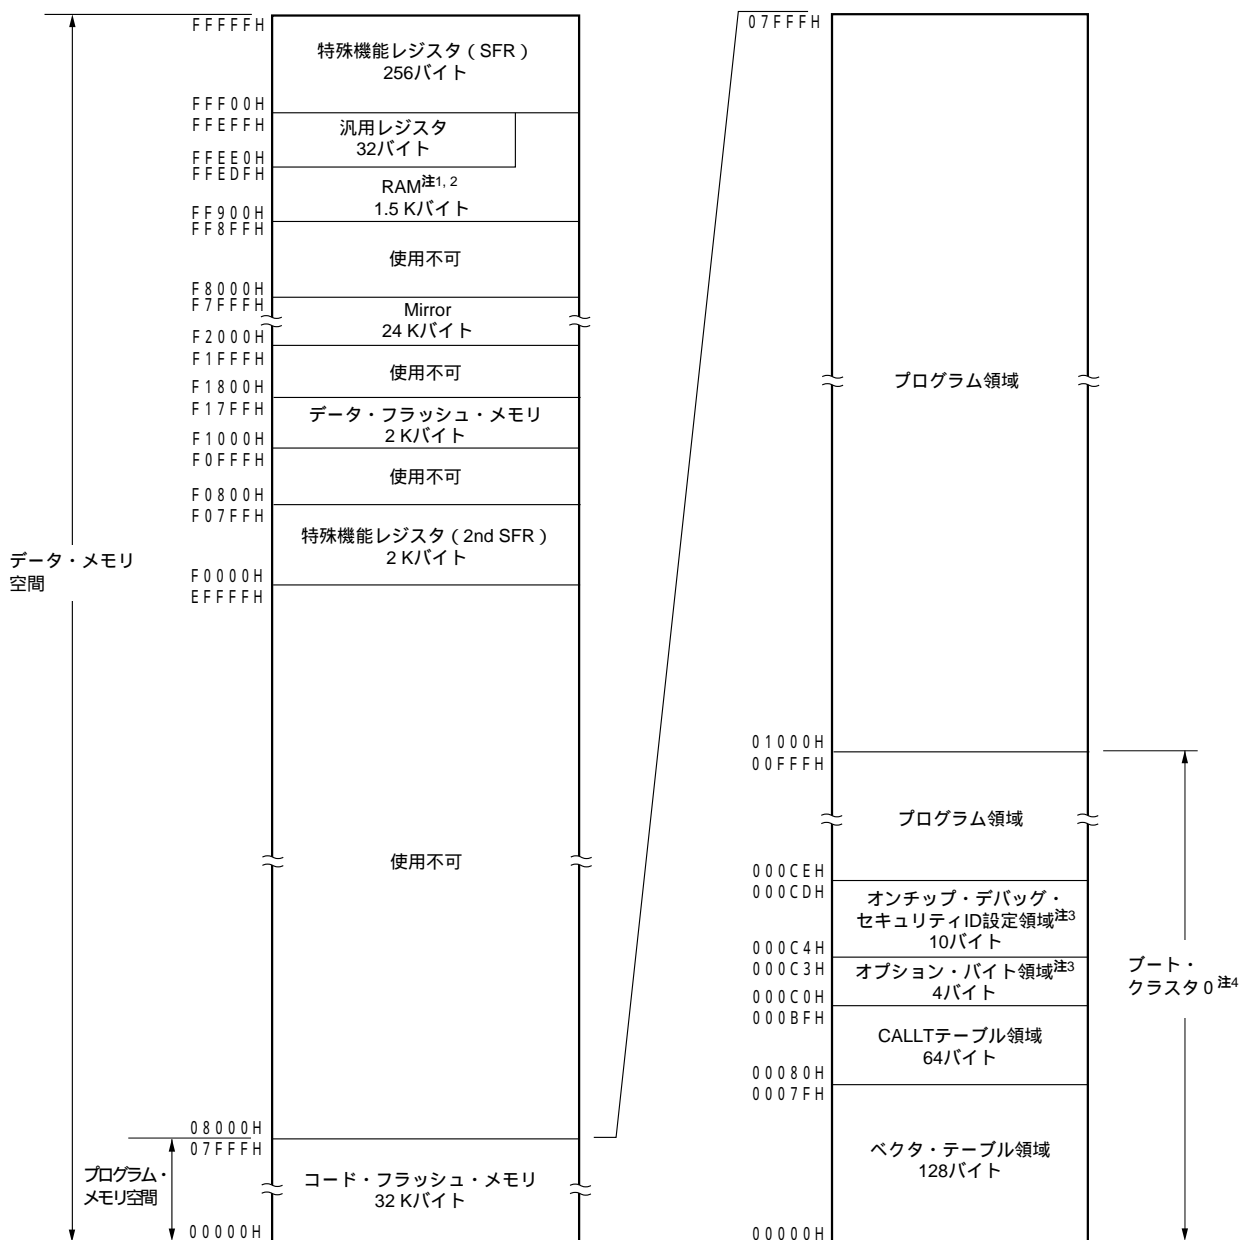 FFFFFH
特殊機能レジスタ（SFR）
256バイト
FFF00H
FFEFFH
汎用レジスタ
32バイト
FFEE0H
FFEDFH
RAM注1, 2
1.5 Kバイト
FF900H
FF8FFH
使用不可
F8000H
F7FFFH
Mirror
24 Kバイト
F2000H
F1FFFH
使用不可
F1800H
F17FFH
データ・フラッシュ・メモリ
2 Kバイト
F1000H
F0FFFH
使用不可
F0800H
F07FFH
特殊機能レジスタ（2nd SFR）
2 Kバイト
データ・メモリ
空間
F0000H
EFFFFH
使用不可
08000H
07FFFH
プログラム・
メモリ空間
コード・フラッシュ・メモリ
32 Kバイト
00000H
07FFFH
プログラム領域
01000H
00FFFH
プログラム領域
000CEH
000CDH
オンチップ・デバッグ・
セキュリティID設定領域注3
10バイト
000C4H
000C3H
オプション・バイト領域注3
4バイト
000C0H
000BFH
CALLTテーブル領域
64バイト
00080H
0007FH
ベクタ・テーブル領域
128バイト
00000H
ブート・
クラスタ0注4